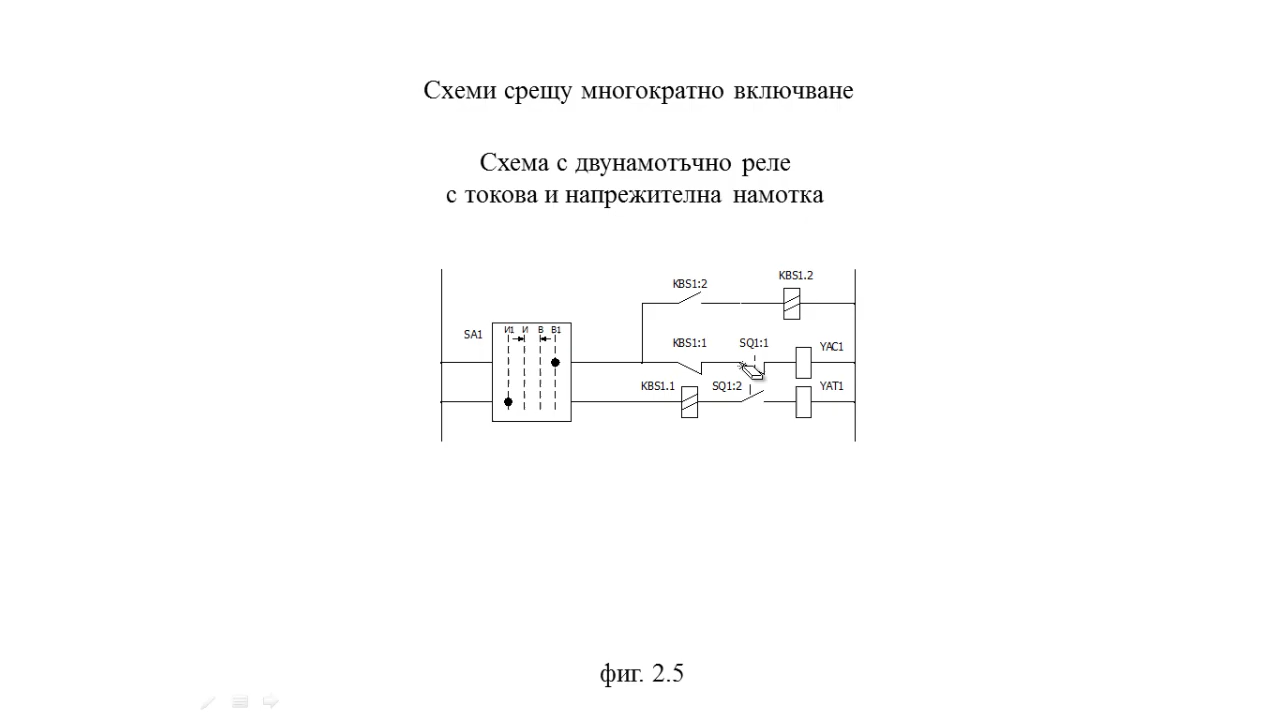 Схеми срещу многократно включване
Схема с двунамотъчно реле
с токова и напрежителна намотка
KBS1:2
KBS1.2
SA1
И1 И В В1
KBS1:1
SQ1:1
YAC1
KBS1.1
SQ1:2
YAT1
фиг. 2.5